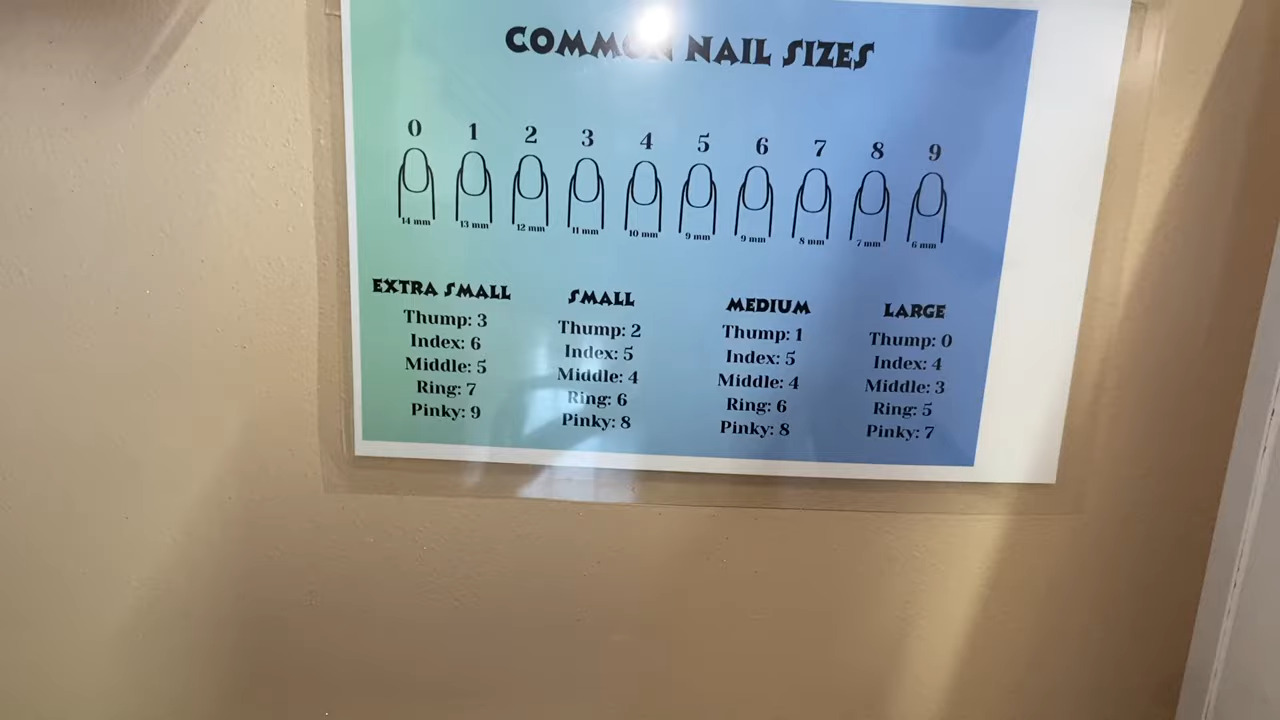 COMMON NAIL SIZES
0 1 2 3 4 5 6 7 8 9
14 mm 13 mm 12 mm 11 mm 10 mm 9 mm 9 mm 8 mm 7 mm 6 mm
EXTRA SMALL
Thump: 3
Index: 6
Middle: 5
Ring: 7
Pinky: 9
SMALL
Thump: 2
Index: 5
Middle: 4
Ring: 6
Pinky: 8
MEDIUM
Thump: 1
Index: 5
Middle: 4
Ring: 6
Pinky: 8
LARGE
Thump: 0
Index: 4
Middle: 3
Ring: 5
Pinky: 7